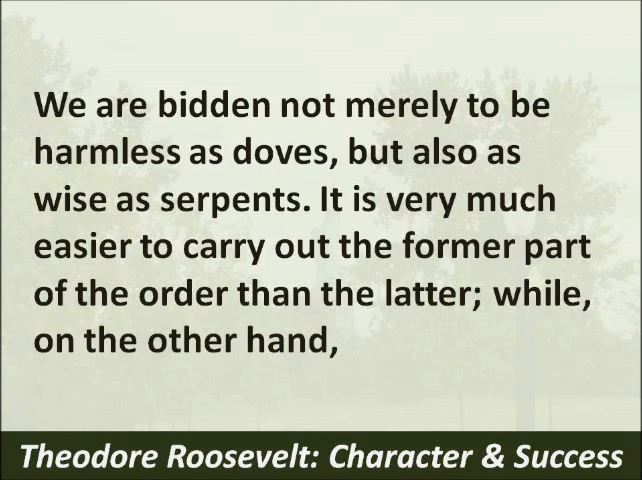 We are bidden not merely to be
harmless as doves, but also as
wise as serpents. It is very much
easier to carry out the former part
of the order than the latter; while,
on the other hand,
Theodore Roosevelt: Character & Success